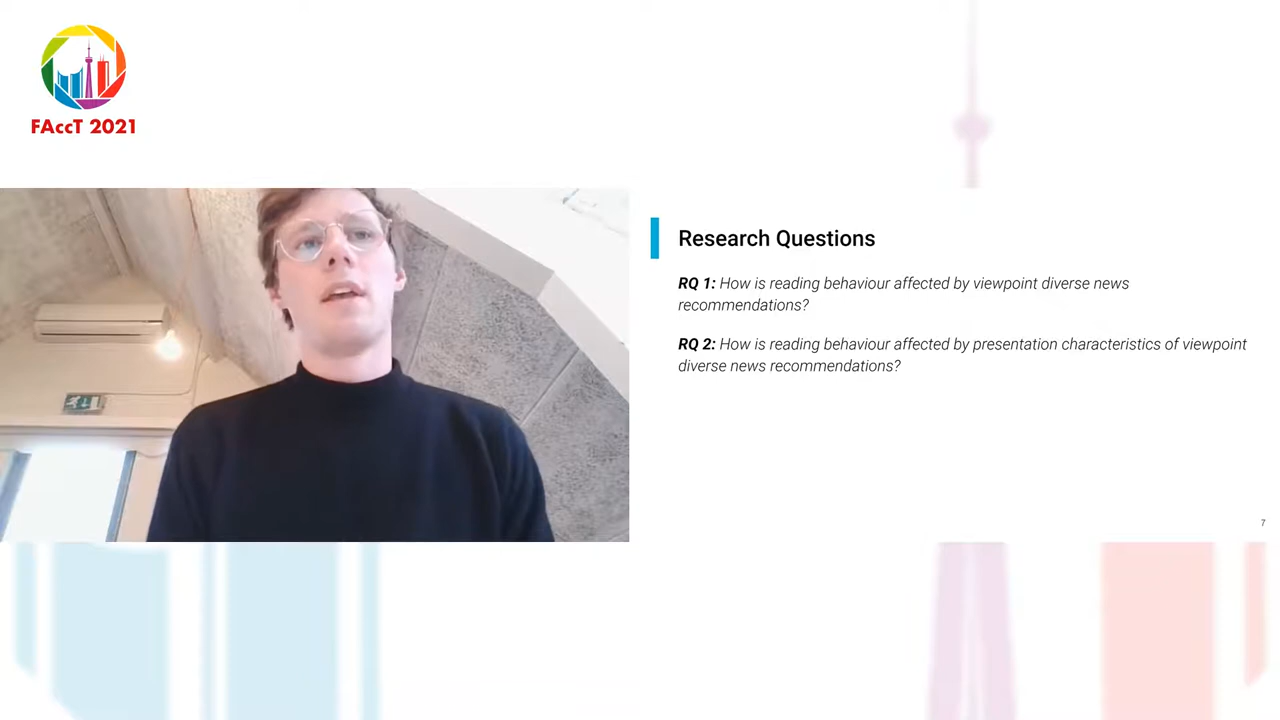 FAccT 2021
Research Questions
RQ 1: How is reading behaviour affected by viewpoint diverse news
recommendations?
RQ 2: How is reading behaviour affected by presentation characteristics of viewpoint
diverse news recommendations?
7